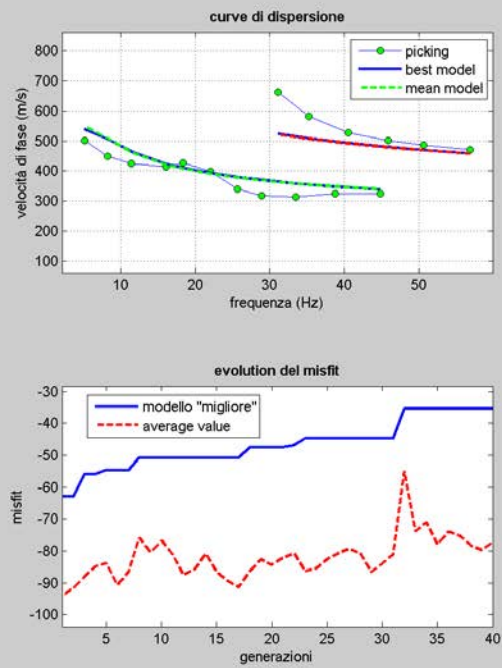 curve di dispersione
800
700
600
500
400
300
200
100
velocità di fase (m/s)
picking
best model
mean model
10 20 30 40 50
frequenza (Hz)
evolution del misfit
-30
-40
-50
-60
-70
-80
-90
-100
misfit
modello "migliore"
average value
5 10 15 20 25 30 35 40
generazioni